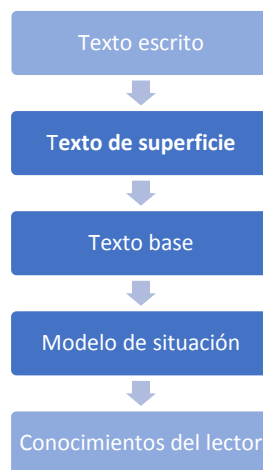 Texto escrito
Texto de superficie
Texto base
Modelo de situación
Conocimientos del lector